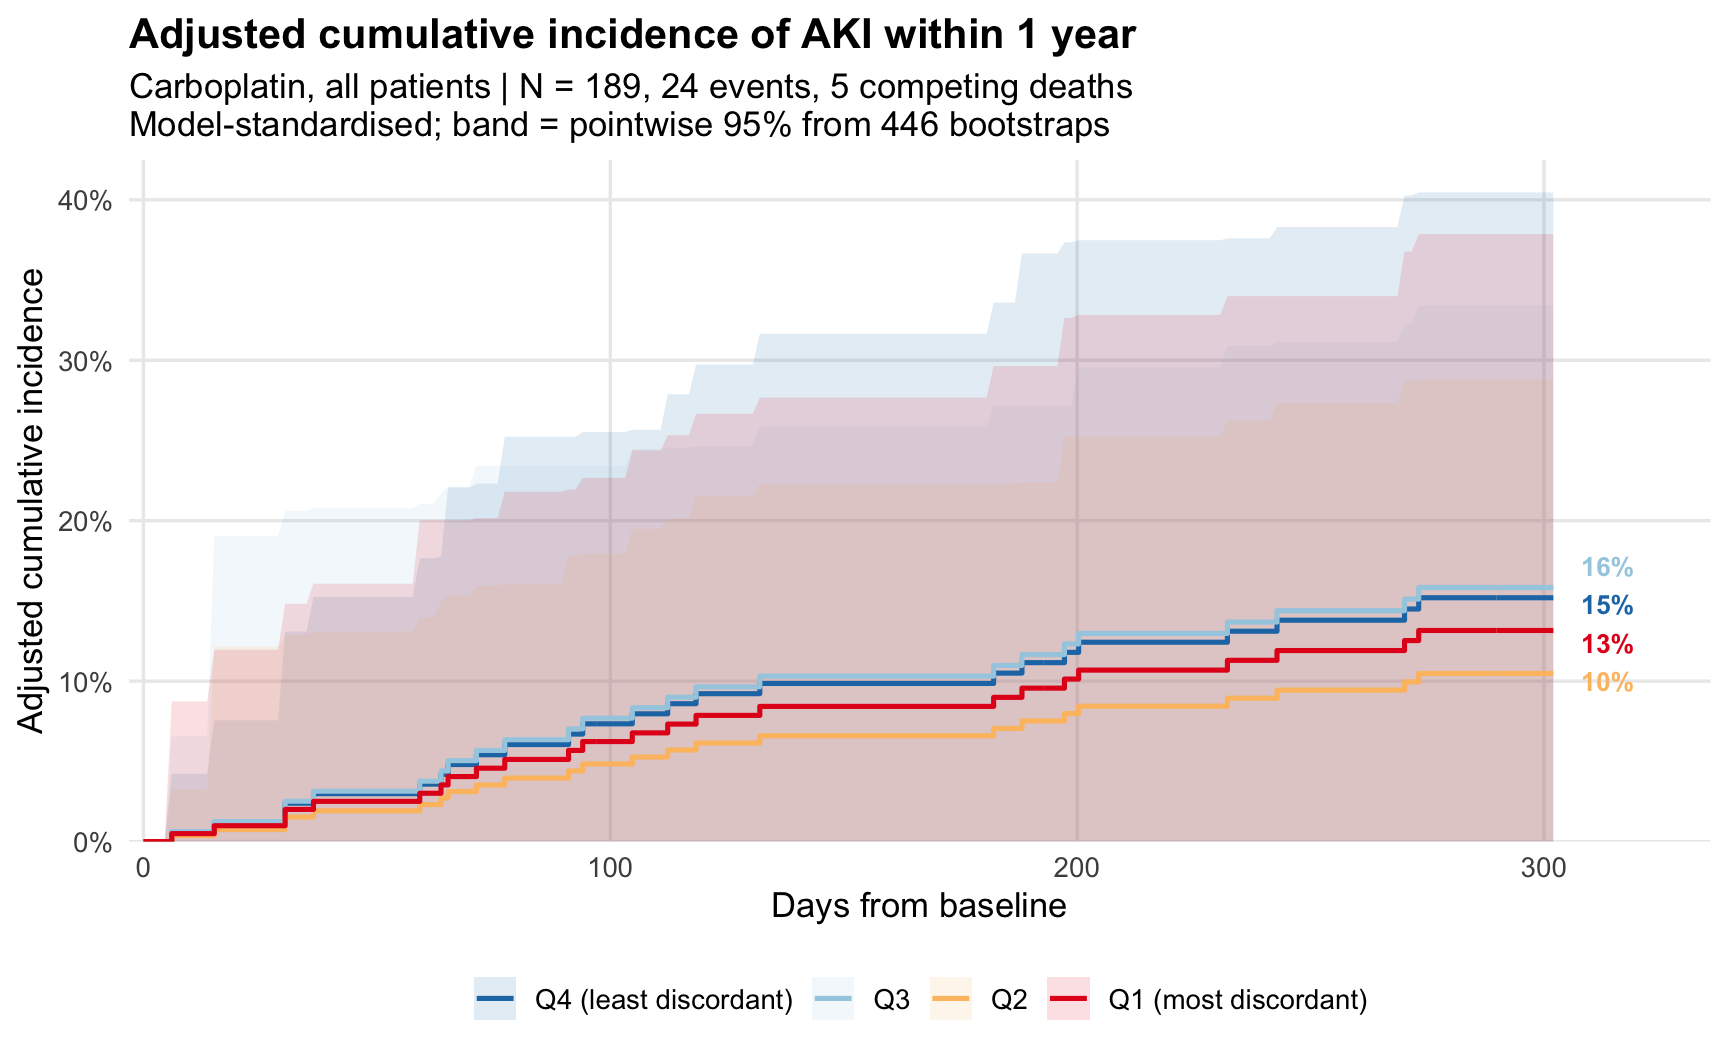 Adjusted cumulative incidence of AKI within 1 year
Carboplatin, all patients | N = 189, 24 events, 5 competing deaths
Model-standardised; band = pointwise 95% from 446 bootstraps
Adjusted cumulative incidence
40%
30%
20%
10%
0%
16%
15%
13%
10%
0
100
200
300
Days from baseline
Q4 (least discordant)
Q3
Q2
Q1 (most discordant)